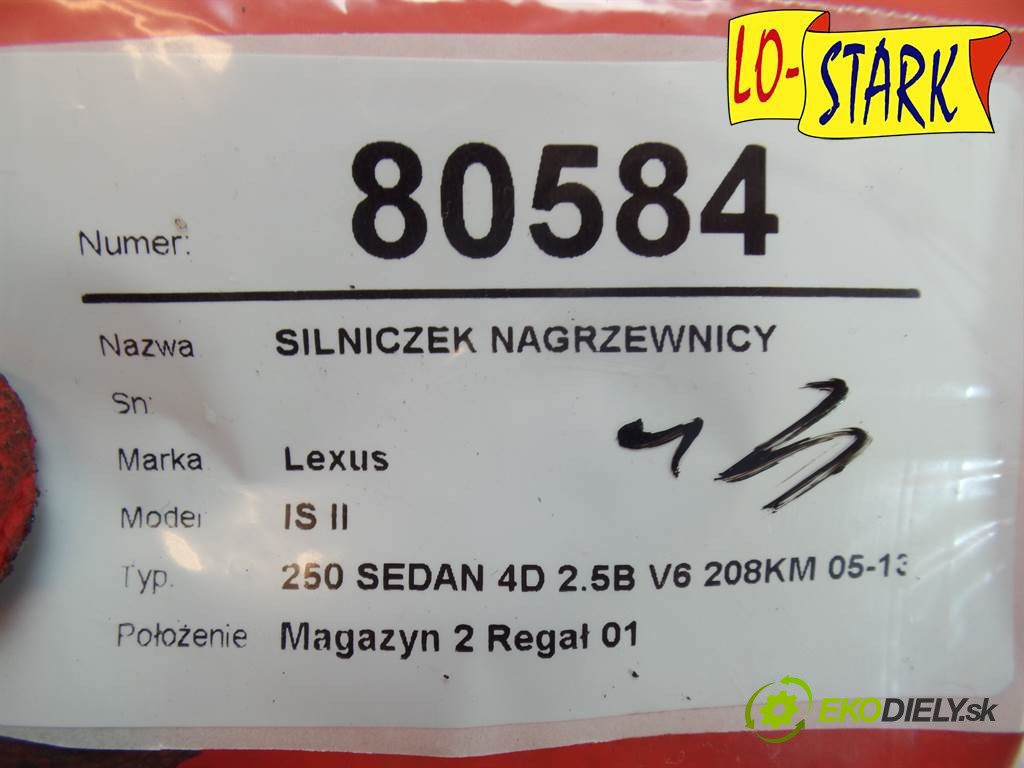 LO-STARK
80584
Numer:
Nazwa SILNICZEK NAGRZEWNICY
Sn:
Marka Lexus
Model IS II
Typ. 250 SEDAN 4D 2.5B V6 208KM 05-13
Położenie Magazyn 2 Regał 01
EKODIELY.sk